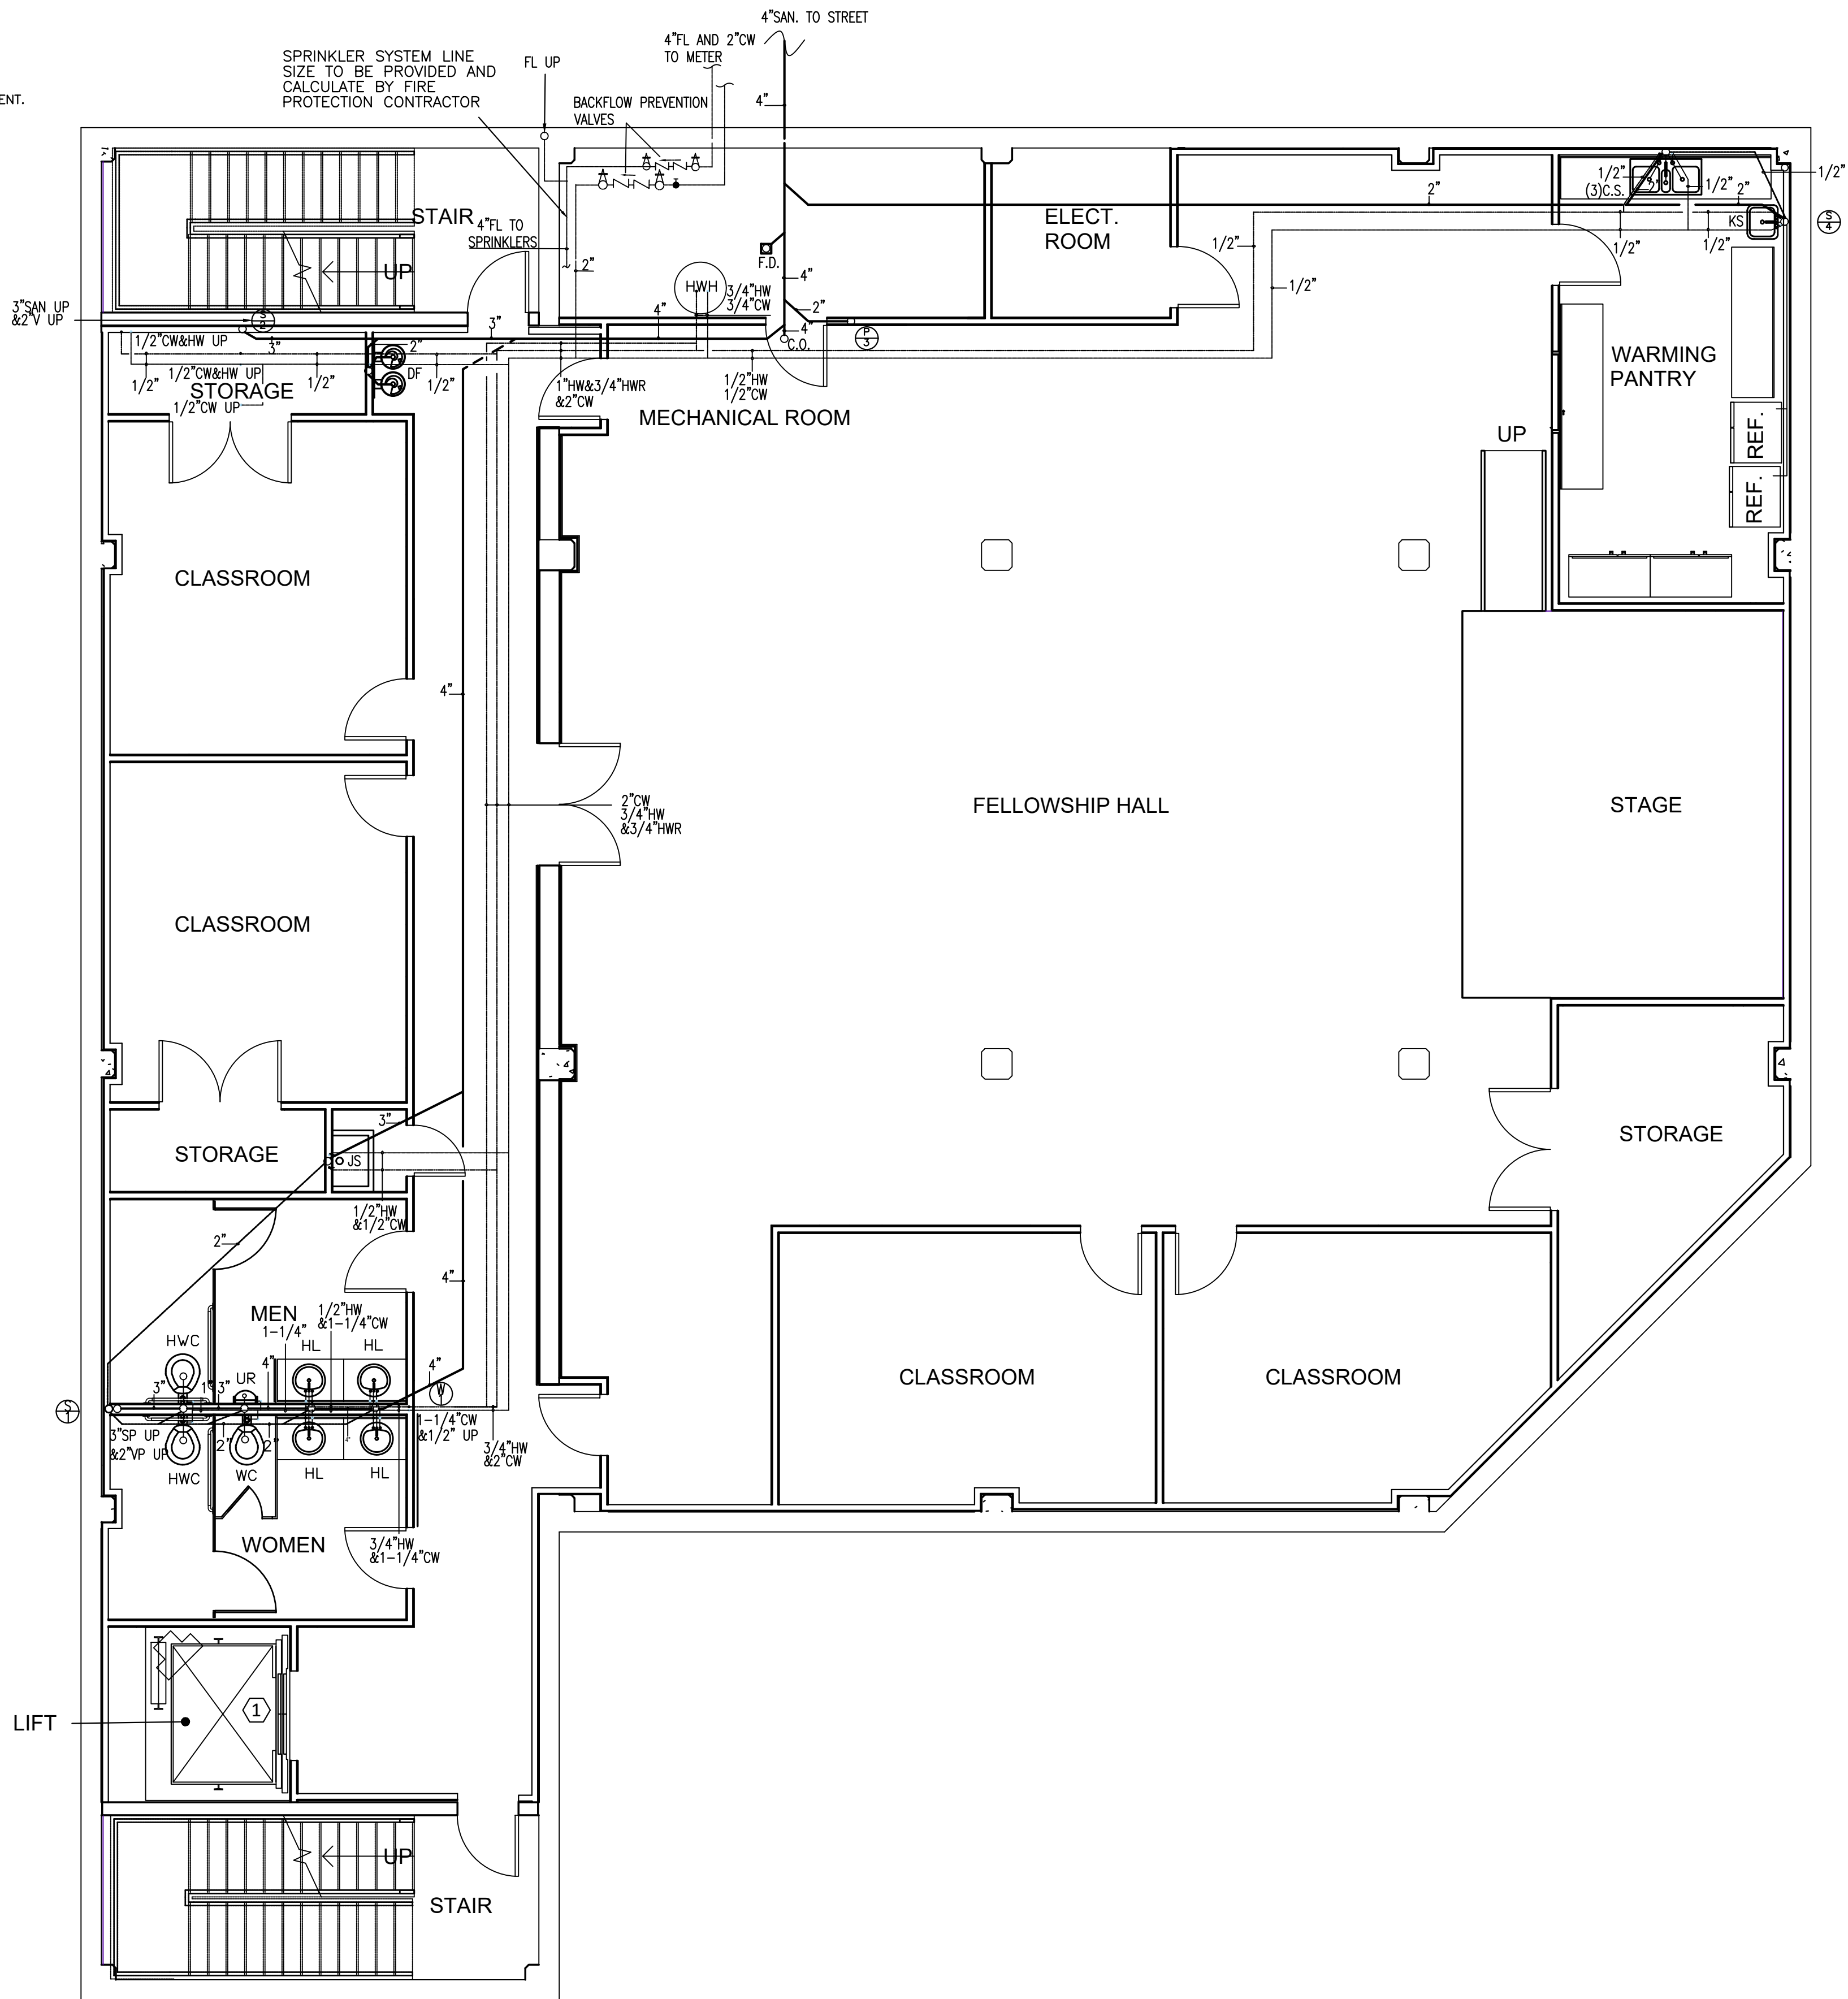 4"SAN. TO STREET
4"FL AND 2"CW
TO METER
SPRINKLER SYSTEM LINE
SIZE TO BE PROVIDED AND
CALCULATE BY FIRE
PROTECTION CONTRACTOR
FL UP
ENT.
BACKFLOW PREVENTION
VALVES
4"
1/2"
(3)C.S.
2"
1/2"
2"
1/2"
2"
STAIR
4"FL TO
SPRINKLERS
ELECT.
ROOM
KS
S
4
1/2"
1/2"
1/2"
UP
2"
F.D.
4"
HWH
3/4"HW
3/4"CW
1/2"
3"SAN UP
&2"V UP
S
2
3"
4"
2"
4"
C.O.
P
3
1/2"CW&HW UP
3"
2"
DF
1/2"CW&HW UP
1/2"
1/2"
1/2"
STORAGE
1/2"CW UP
1"HW&3/4"HWR
&2"CW
1/2"HW
1/2"CW
MECHANICAL ROOM
WARMING
PANTRY
UP
REF.
REF.
CLASSROOM
4"
2"CW
3/4"HW
&3/4"HWR
FELLOWSHIP HALL
STAGE
CLASSROOM
3"
STORAGE
JS
STORAGE
1/2"HW
&1/2"CW
2"
4"
MEN
1/2"HW
&1-1/4"CW
1-1/4"
HWC
HL
HL
4"
UR
4"
W
1
3"
1"
3"
CLASSROOM
CLASSROOM
S
1
3"SP UP
&2"VP UP
2"
2"
1-1/4"CW
&1/2" UP
3/4"HW
&2"CW
HWC
WC
HL
HL
WOMEN
3/4"HW
&1-1/4"CW
LIFT
1
UP
STAIR